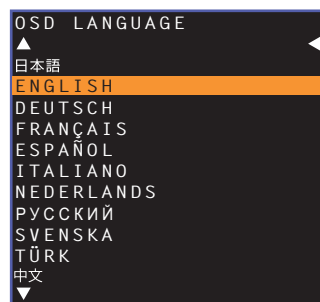 OSD LANGUAGE
日本語
ENGLISH
DEUTSCH
FRANÇAIS
ESPAÑOL
ITALIANO
NEDERLANDS
РУССКИЙ
SVENSKA
TÜRK
中文